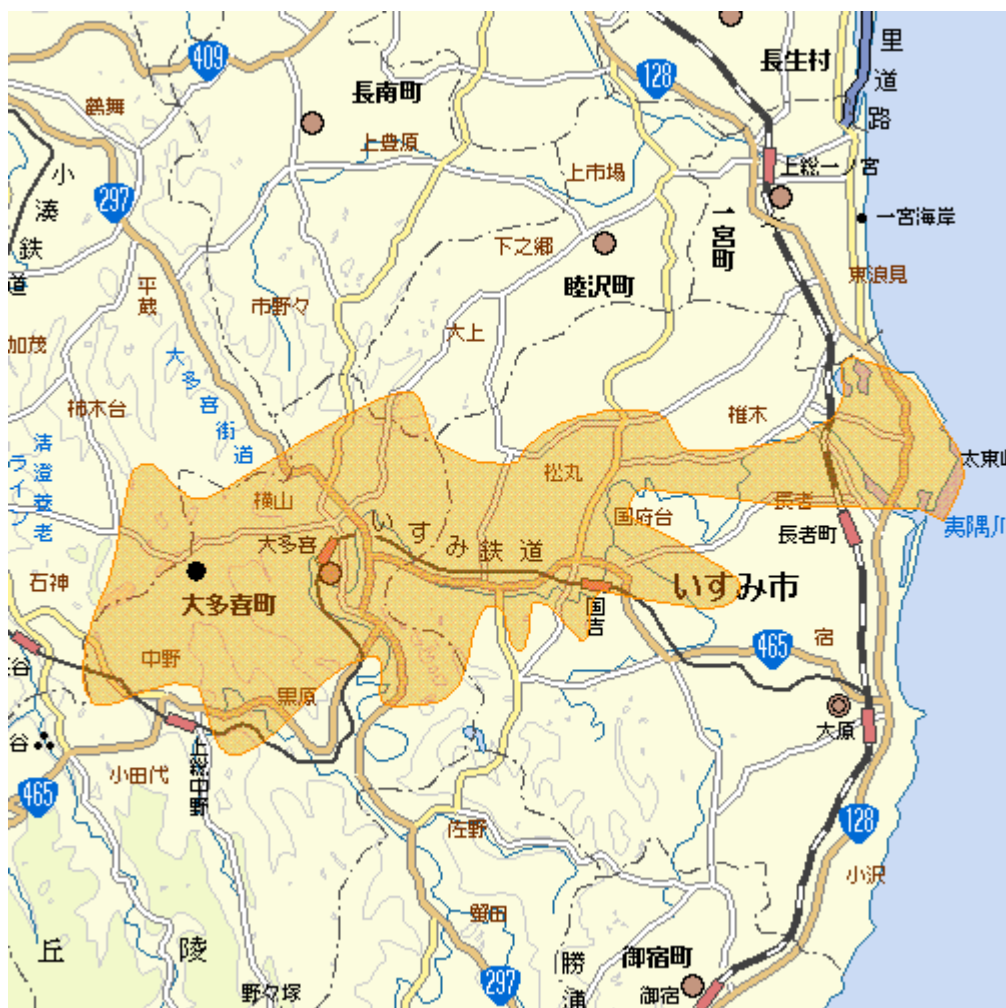 409
長南町
128
長生村
里道路
鶴舞
上豊原
上市場
上総一ノ宮
小湊鉄道
297
一宮町
一宮海岸
下之郷
睦沢町
東浪見
平蔵
市野々
大上
加茂
大多喜街道
柿木台
椎木
清澄養老ライン
横山
松丸
太東岬
長者
国府台
夷隅川
大多喜
いすみ鉄道
長者町
石神
大多喜町
国吉
いすみ市
中野
宿
465
黒原
谷
大原
上総中野
小田代
465
佐野
128
小沢
蟹田
丘陵
297
勝浦
御宿町
御宿
野々塚